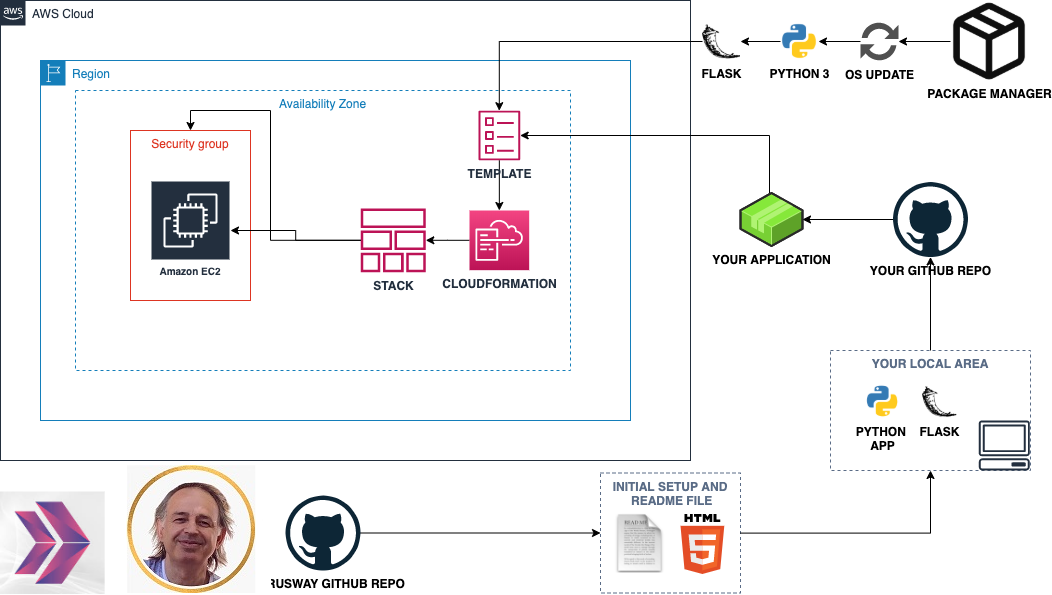 aws
AWS Cloud
Region
Availability Zone
Security group
Amazon EC2
TEMPLATE
STACK
CLOUDFORMATION
FLASK
PYTHON 3
OS UPDATE
PACKAGE MANAGER
YOUR APPLICATION
YOUR GITHUB REPO
YOUR LOCAL AREA
PYTHON
APP
FLASK
INITIAL SETUP AND
README FILE
README
HTML
5
RUSWAY GITHUB REPO